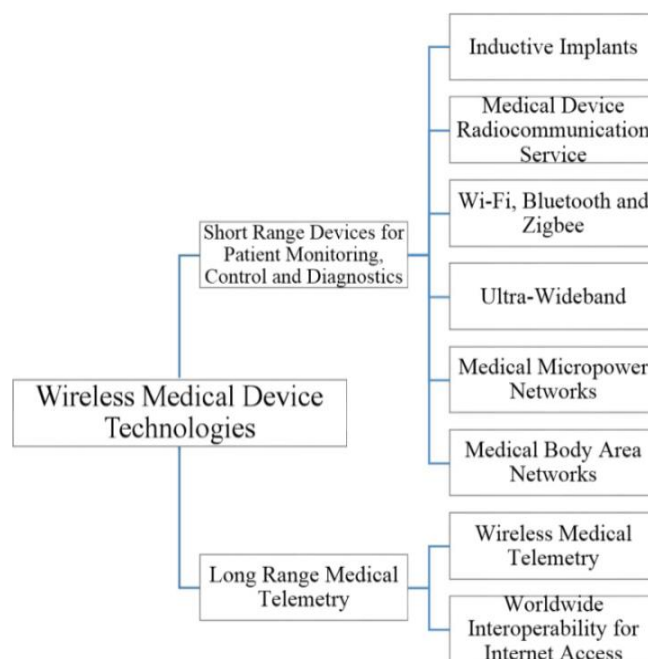 Inductive Implants
Medical Device
Radiocommunication
Service
Wi-Fi, Bluetooth and
Zigbee
Short Range Devices for
Patient Monitoring,
Control and Diagnostics
Ultra-Wideband
Medical Micropower
Networks
Wireless Medical Device
Technologies
Medical Body Area
Networks
Wireless Medical
Telemetry
Long Range Medical
Telemetry
Worldwide
Interoperability for
Internet Access